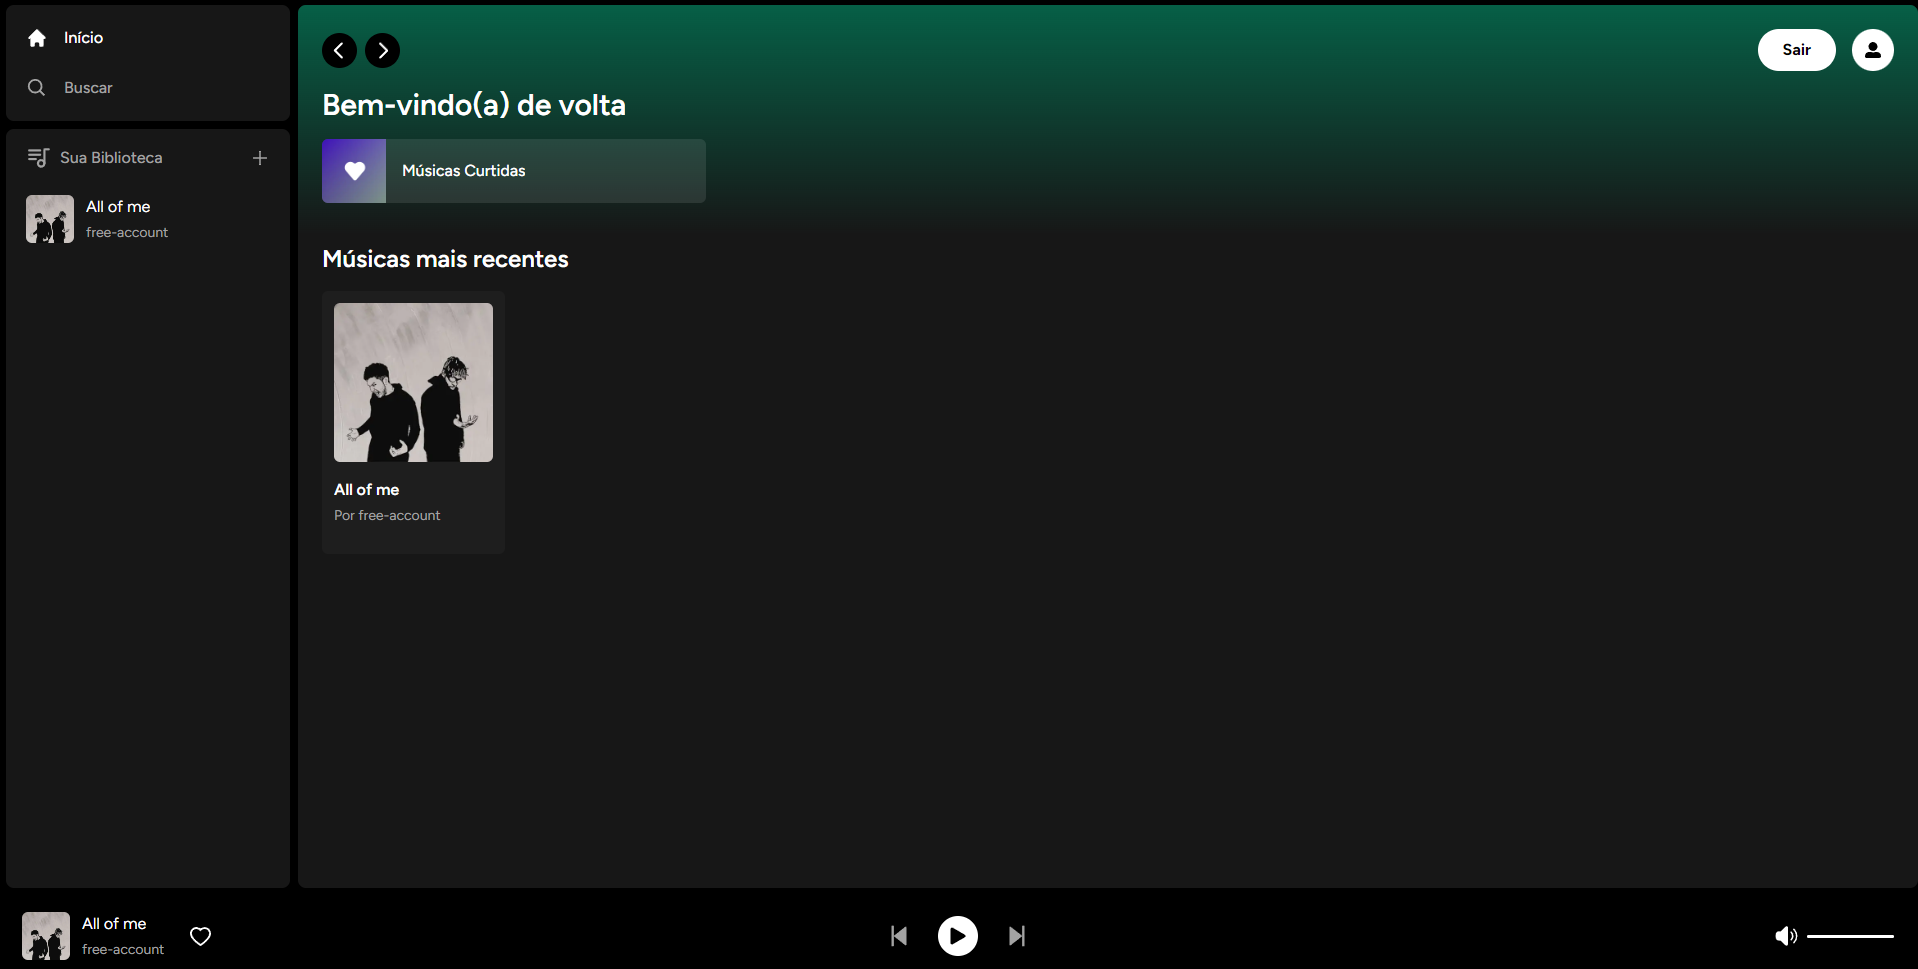 Início
Buscar
Sua Biblioteca
All of me
free-account
Sair
Bem-vindo(a) de volta
Músicas Curtidas
Músicas mais recentes
All of me
Por free-account
All of me
free-account